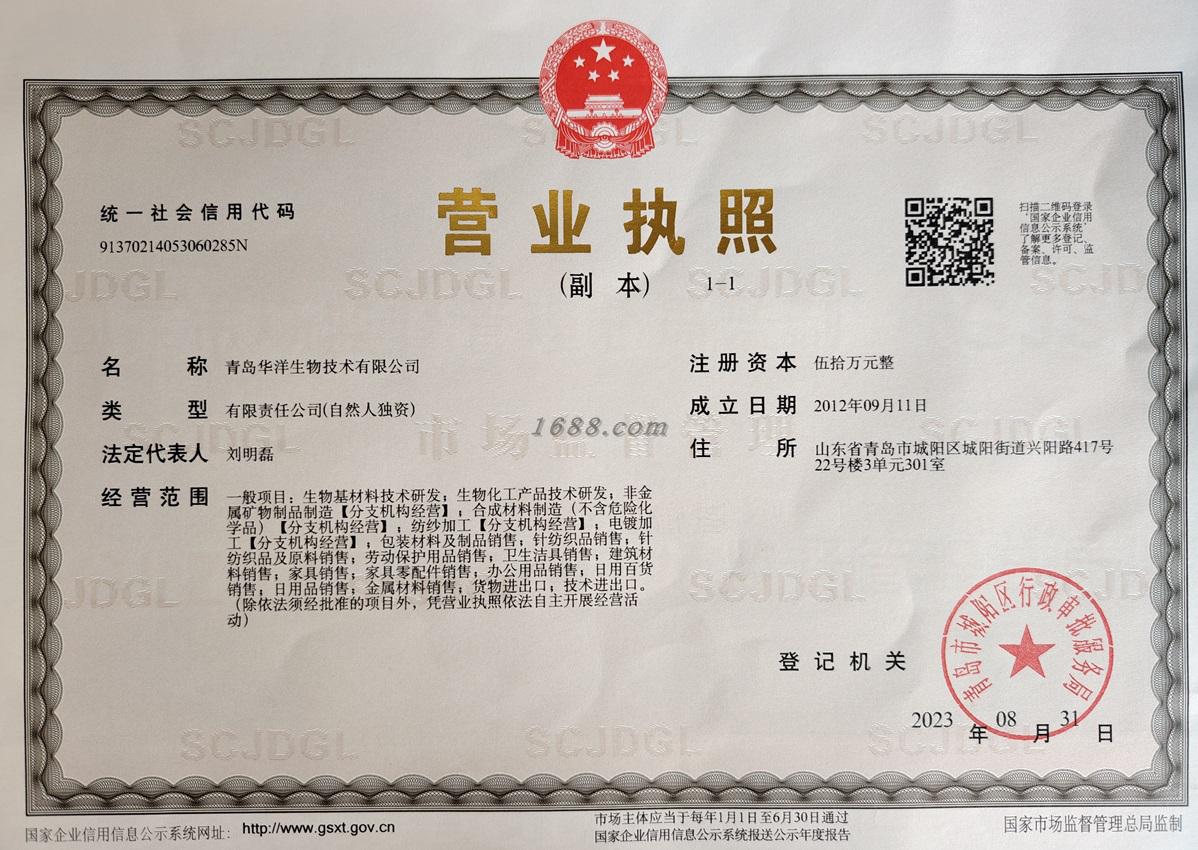 统一社会信用代码
91370214053060285N
营业执照
(副 本) 1-1
扫描二维码登录
'国家企业信用
信息公示系统'
了解更多登记、
备案、许可、监
管信息。
名 称 青岛华洋生物技术有限公司
类 型 有限责任公司(自然人独资)
法定代表人 刘明磊
经营范围 一般项目：生物基材料技术研发；生物化工产品技术研发；非金
属矿物制品制造【分支机构经营】；合成材料制造（不含危险化
学品）【分支机构经营】；纺纱加工【分支机构经营】；电镀加
工【分支机构经营】；包装材料及制品销售；针纺织品销售；针
纺织品及原料销售；劳动保护用品销售；卫生洁具销售；建筑材
料销售；家具销售；家具零配件销售；办公用品销售；日用百货
销售；日用品销售；金属材料销售；货物进出口；技术进出口。
（除依法须经批准的项目外，凭营业执照依法自主开展经营活
动）
注册资本 伍拾万元整
成立日期 2012年09月11日
住 所 山东省青岛市城阳区城阳街道兴阳路417号
22号楼3单元301室
1688.com
市场监督管理
SCJDGL SCJDGL
SCJDGL SCJDGL
登记机关
青岛市城阳区行政审批服务局
2023 年 08 月 31 日
国家企业信用信息公示系统网址： http://www.gsxt.gov.cn
市场主体应当于每年1月1日至6月30日通过
国家企业信用信息公示系统报送公示年度报告
国家市场监督管理总局监制